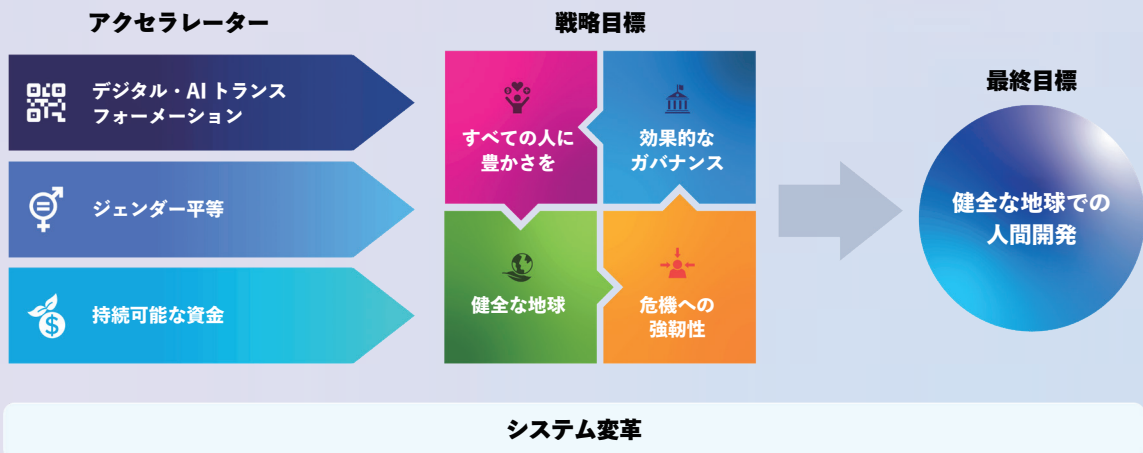 アクセラレーター
デジタル・AI トランス
フォーメーション
ジェンダー平等
持続可能な資金
戦略目標
すべての人に
豊かさを
効果的な
ガバナンス
健全な地球
危機への
強靭性
最終目標
健全な地球での
人間開発
システム変革